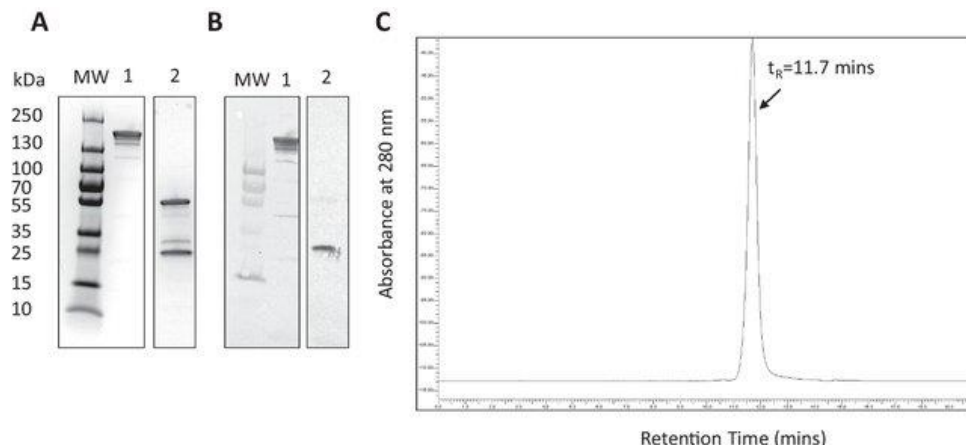 A
B
C
kDa
MW 1 2
MW 1 2
250
130
100
70
55
35
25
15
10
t_R=11.7 mins
Absorbance at 280 nm
Retention Time (mins)